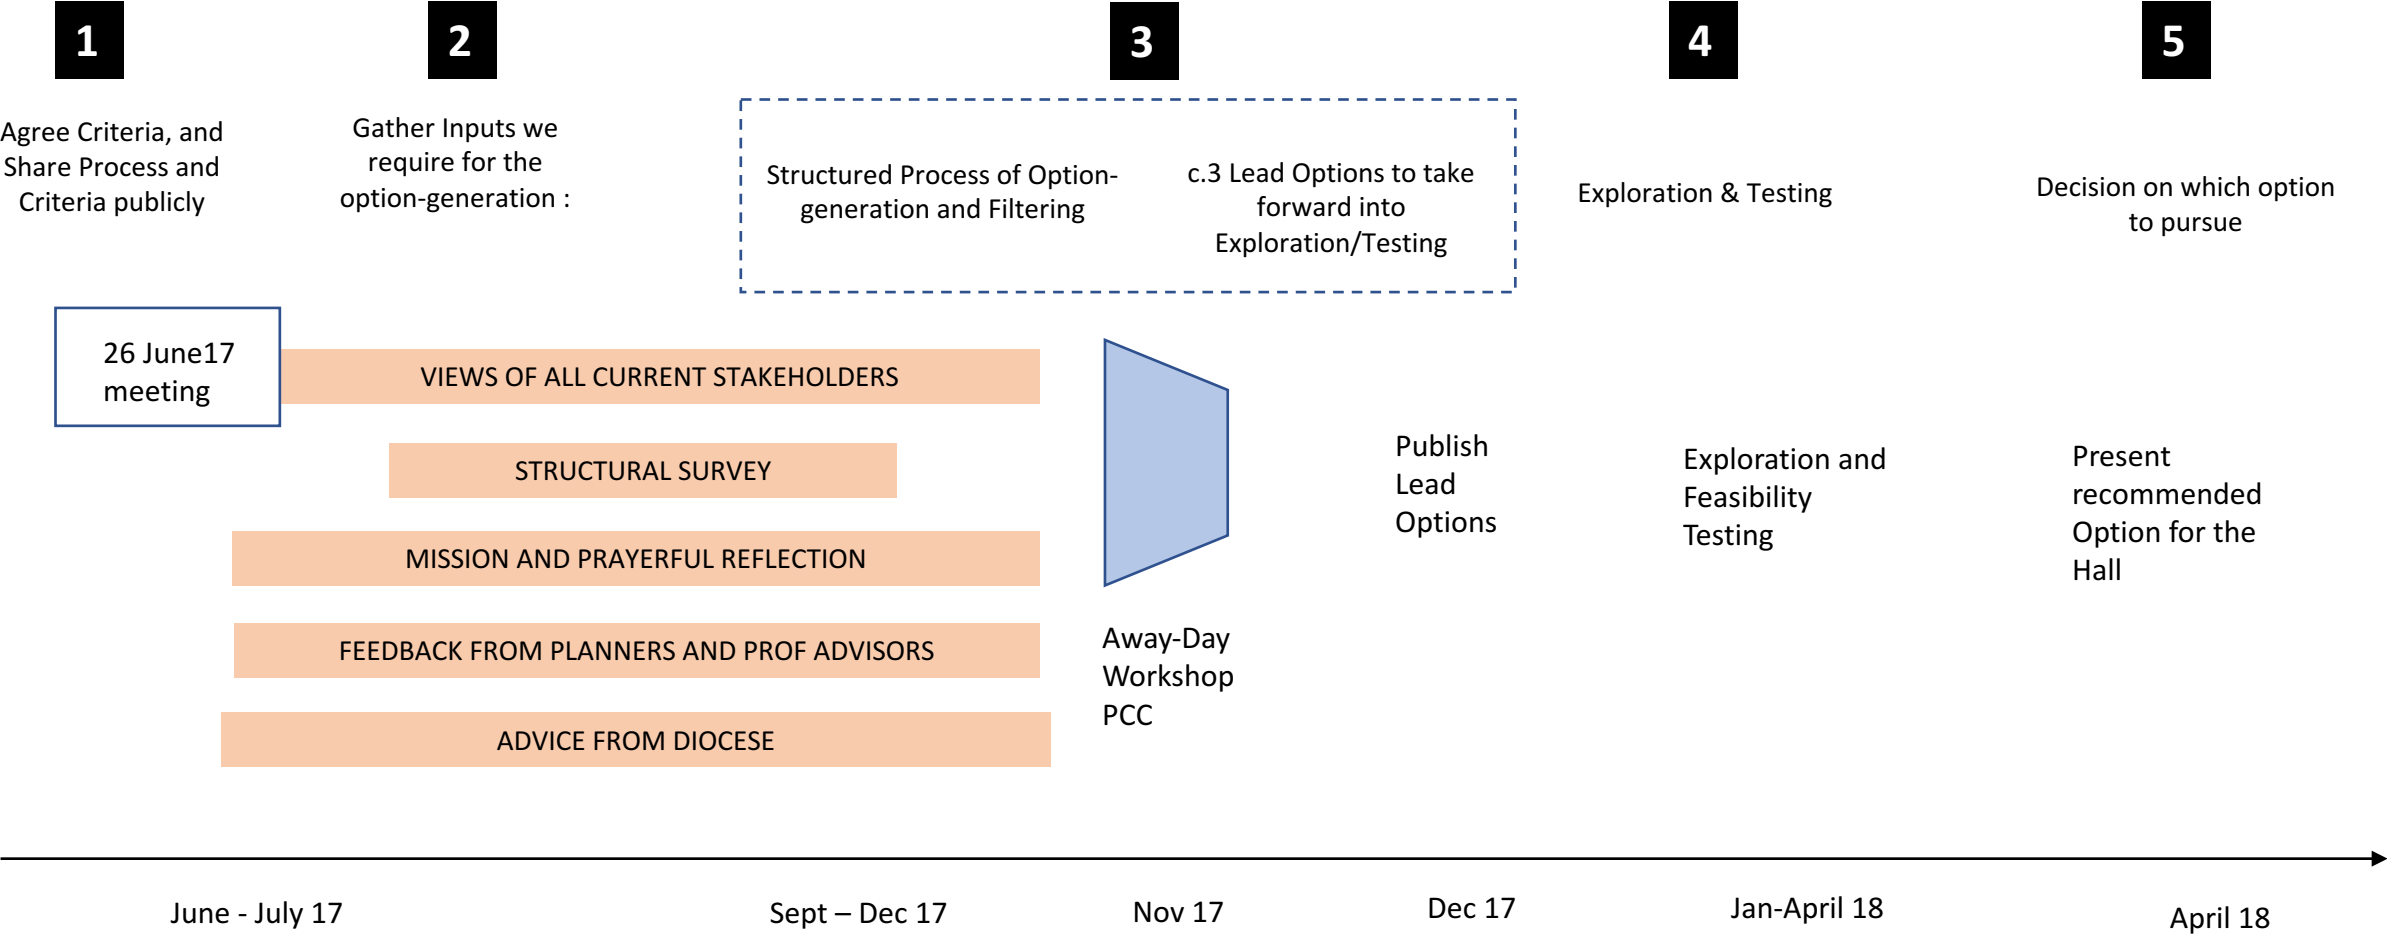 1
2
3
4
5
Agree Criteria, and
Share Process and
Criteria publicly
Gather Inputs we
require for the
option-generation :
Structured Process of Option-
generation and Filtering
c.3 Lead Options to take
forward into
Exploration/Testing
Exploration & Testing
Decision on which option
to pursue
26 June17
meeting
VIEWS OF ALL CURRENT STAKEHOLDERS
STRUCTURAL SURVEY
MISSION AND PRAYERFUL REFLECTION
FEEDBACK FROM PLANNERS AND PROF ADVISORS
ADVICE FROM DIOCESE
Away-Day
Workshop
PCC
Publish
Lead
Options
Exploration and
Feasibility
Testing
Present
recommended
Option for the
Hall
June - July 17
Sept – Dec 17
Nov 17
Dec 17
Jan-April 18
April 18